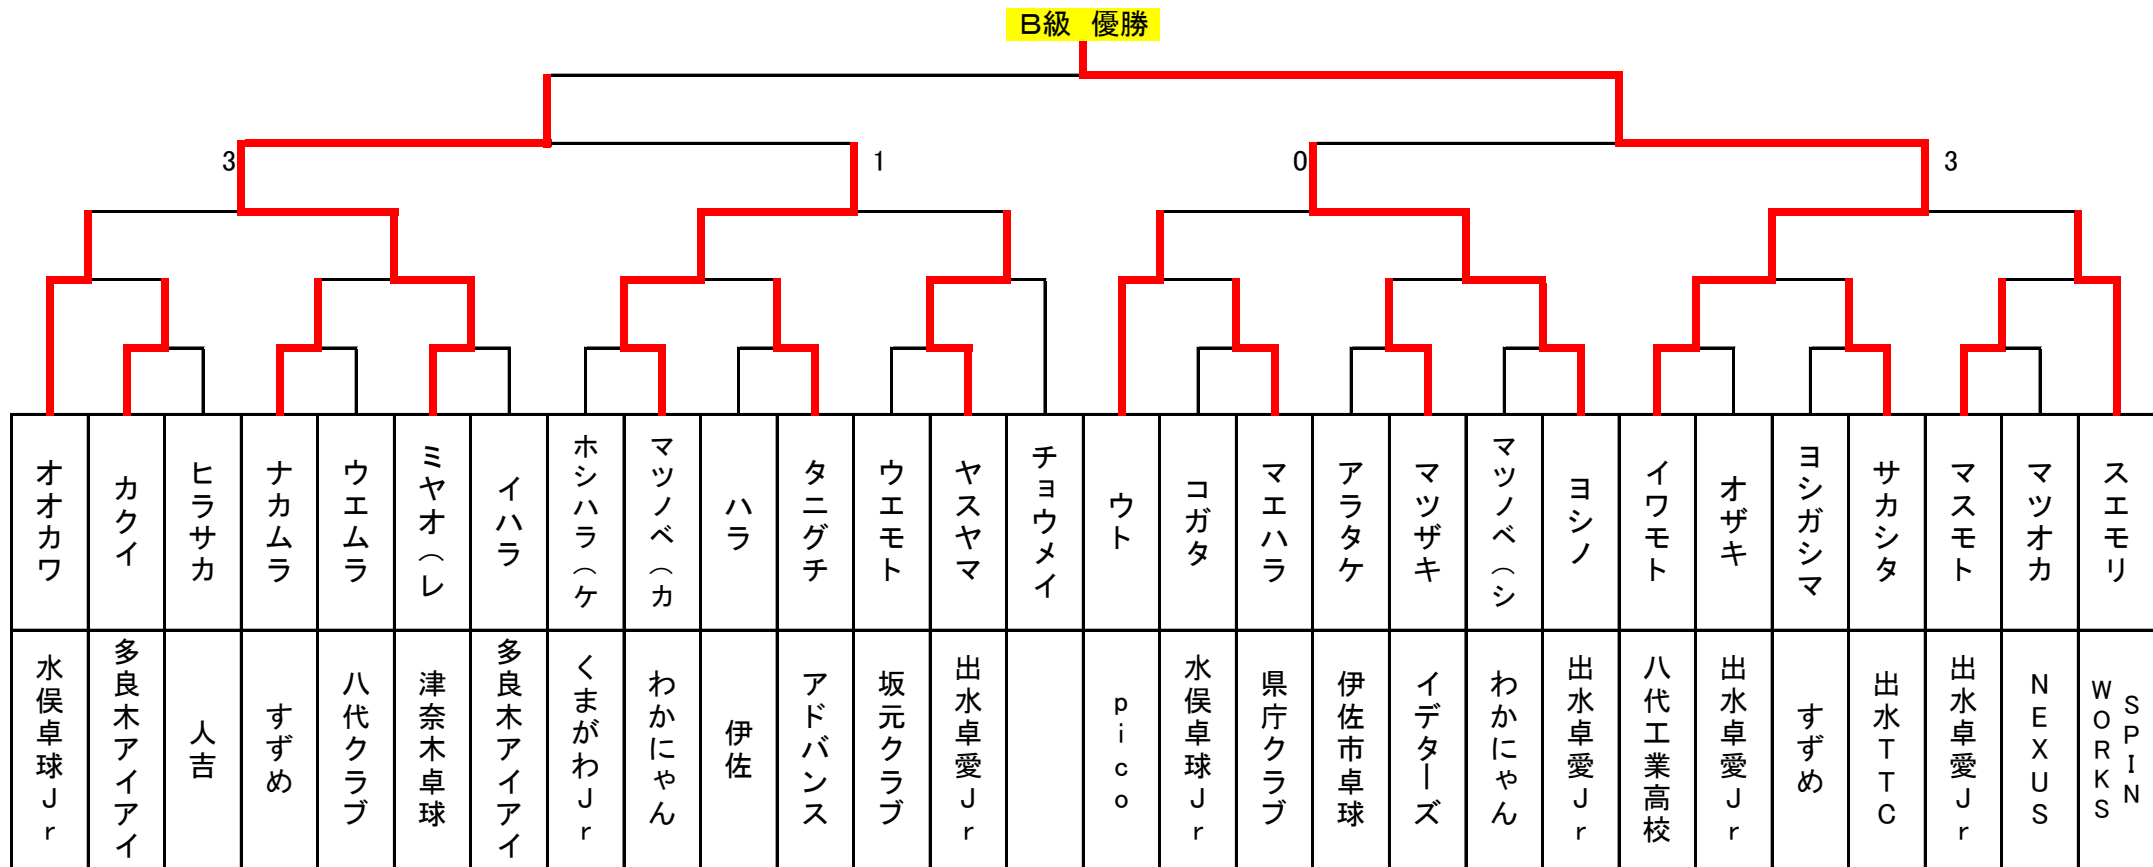 B級　優勝
3
1
0
3
オオカワ
カクイ
ヒラサカ
ナカムラ
ウエムラ
ミヤオ（レ
イハラ
ホシハラ（ケ
マツノベ（カ
ハラ
タニグチ
ウエモト
ヤスヤマ
チョウメイ
ウト
コガタ
マエハラ
アラタケ
マツザキ
マツノベ（シ
ヨシノ
イワモト
オザキ
ヨシガシマ
サカシタ
マスモト
マツオカ
スエモリ
水俣卓球Jr
多良木アイアイ
人吉
すずめ
八代クラブ
津奈木卓球
多良木アイアイ
くまがわJr
わかにゃん
伊佐
アドバンス
坂元クラブ
出水卓愛Jr
pico
水俣卓球Jr
県庁クラブ
伊佐市卓球
イデターズ
わかにゃん
出水卓愛Jr
八代工業高校
出水卓愛Jr
すずめ
出水TTC
出水卓愛Jr
NEXUS
SPIN
WORKS